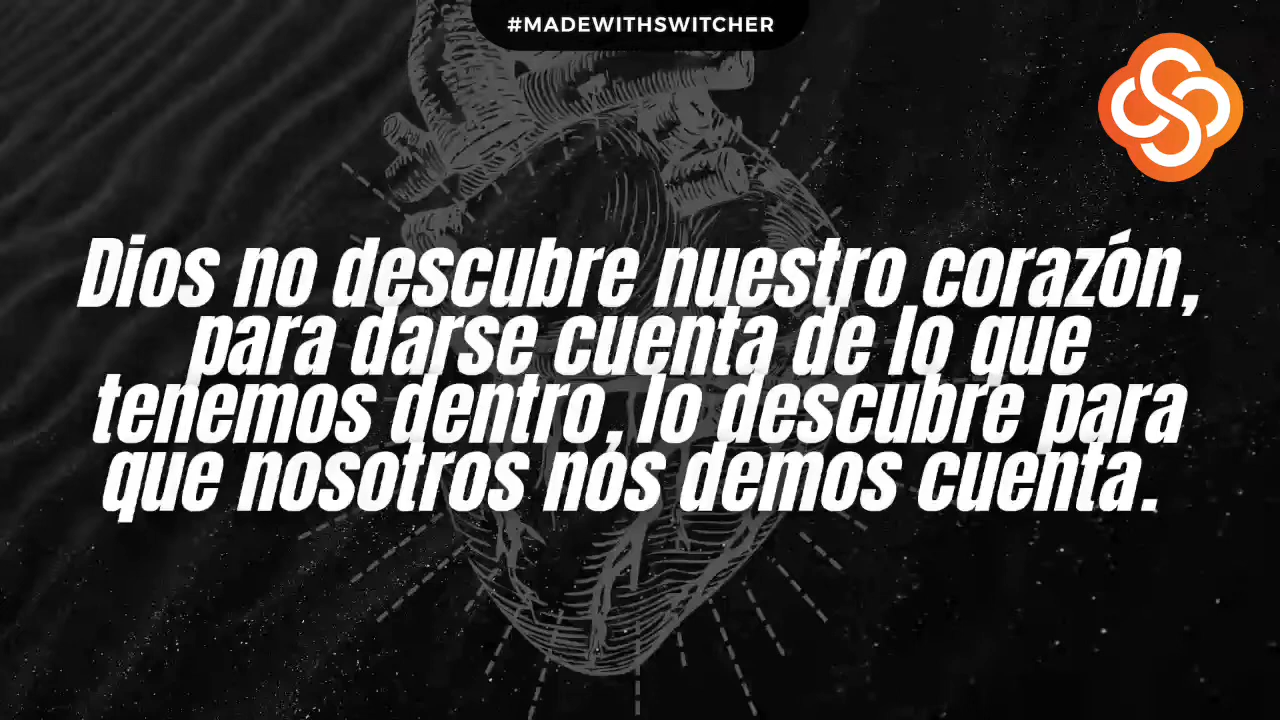 #MADEWITHSWITCHER
Dios no descubre nuestro corazón,
para darse cuenta de lo que
tenemos dentro, lo descubre para
que nosotros nos demos cuenta.